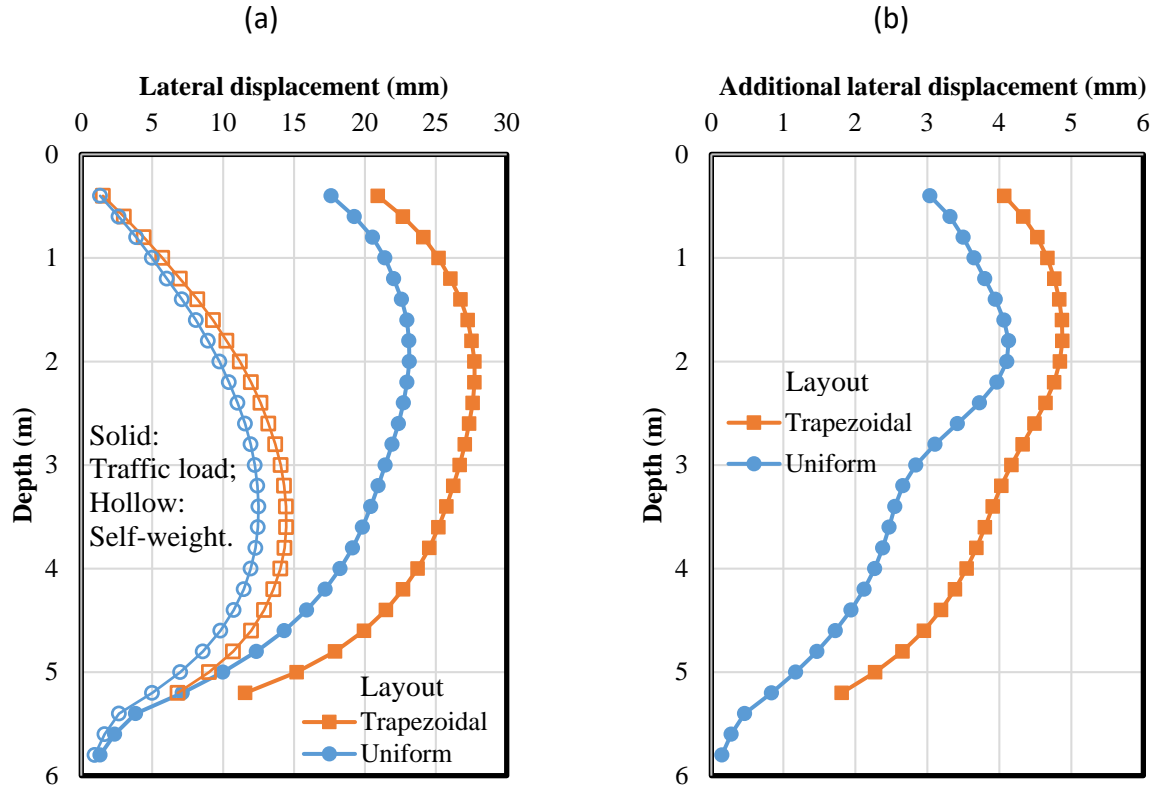 (a)
Lateral displacement (mm)
0 5 10 15 20 25 30
0
1
2
3
4
5
6
Depth (m)
Solid:
Traffic load;
Hollow:
Self-weight.
Layout
Trapezoidal
Uniform
(b)
Additional lateral displacement (mm)
0 1 2 3 4 5 6
0
1
2
3
4
5
6
Depth (m)
Layout
Trapezoidal
Uniform